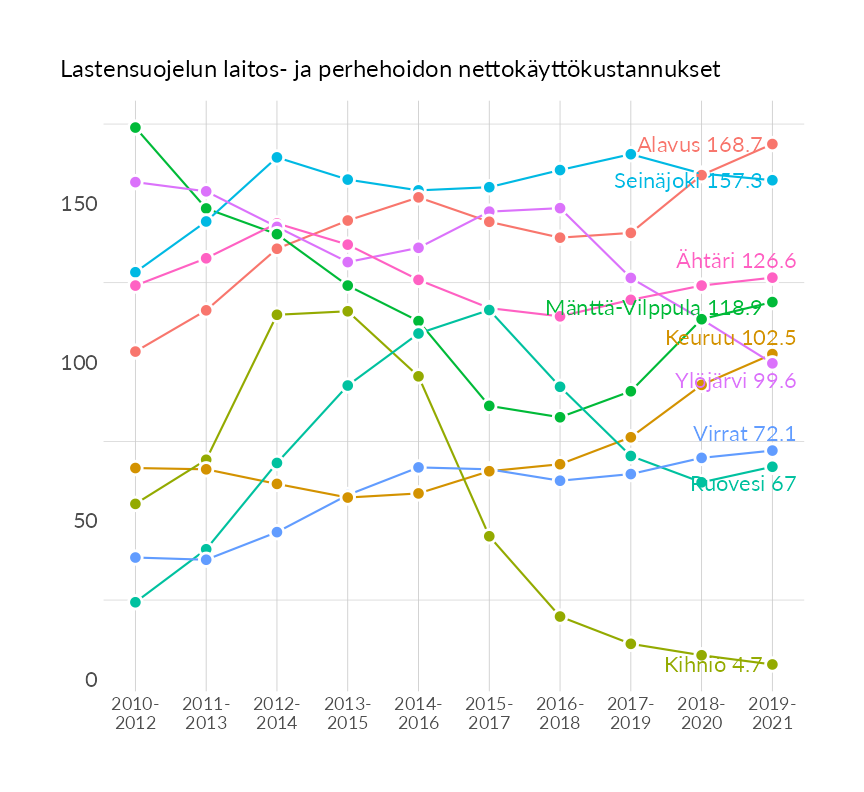 Lastensuojelun laitos- ja perhehoidon nettokäyttökustannukset
Alavus 168.7
Seinäjoki 157.3
150
Ähtäri 126.6
Mänttä-Vilppula 118.9
Keuruu 102.5
100
Ylöjärvi 99.6
Virrat 72.1
Ruovesi 67
50
Kihniö 4.7
0
2010- 2011- 2012- 2013- 2014- 2015- 2016- 2017- 2018- 2019-
2012 2013 2014 2015 2016 2017 2018 2019 2020 2021